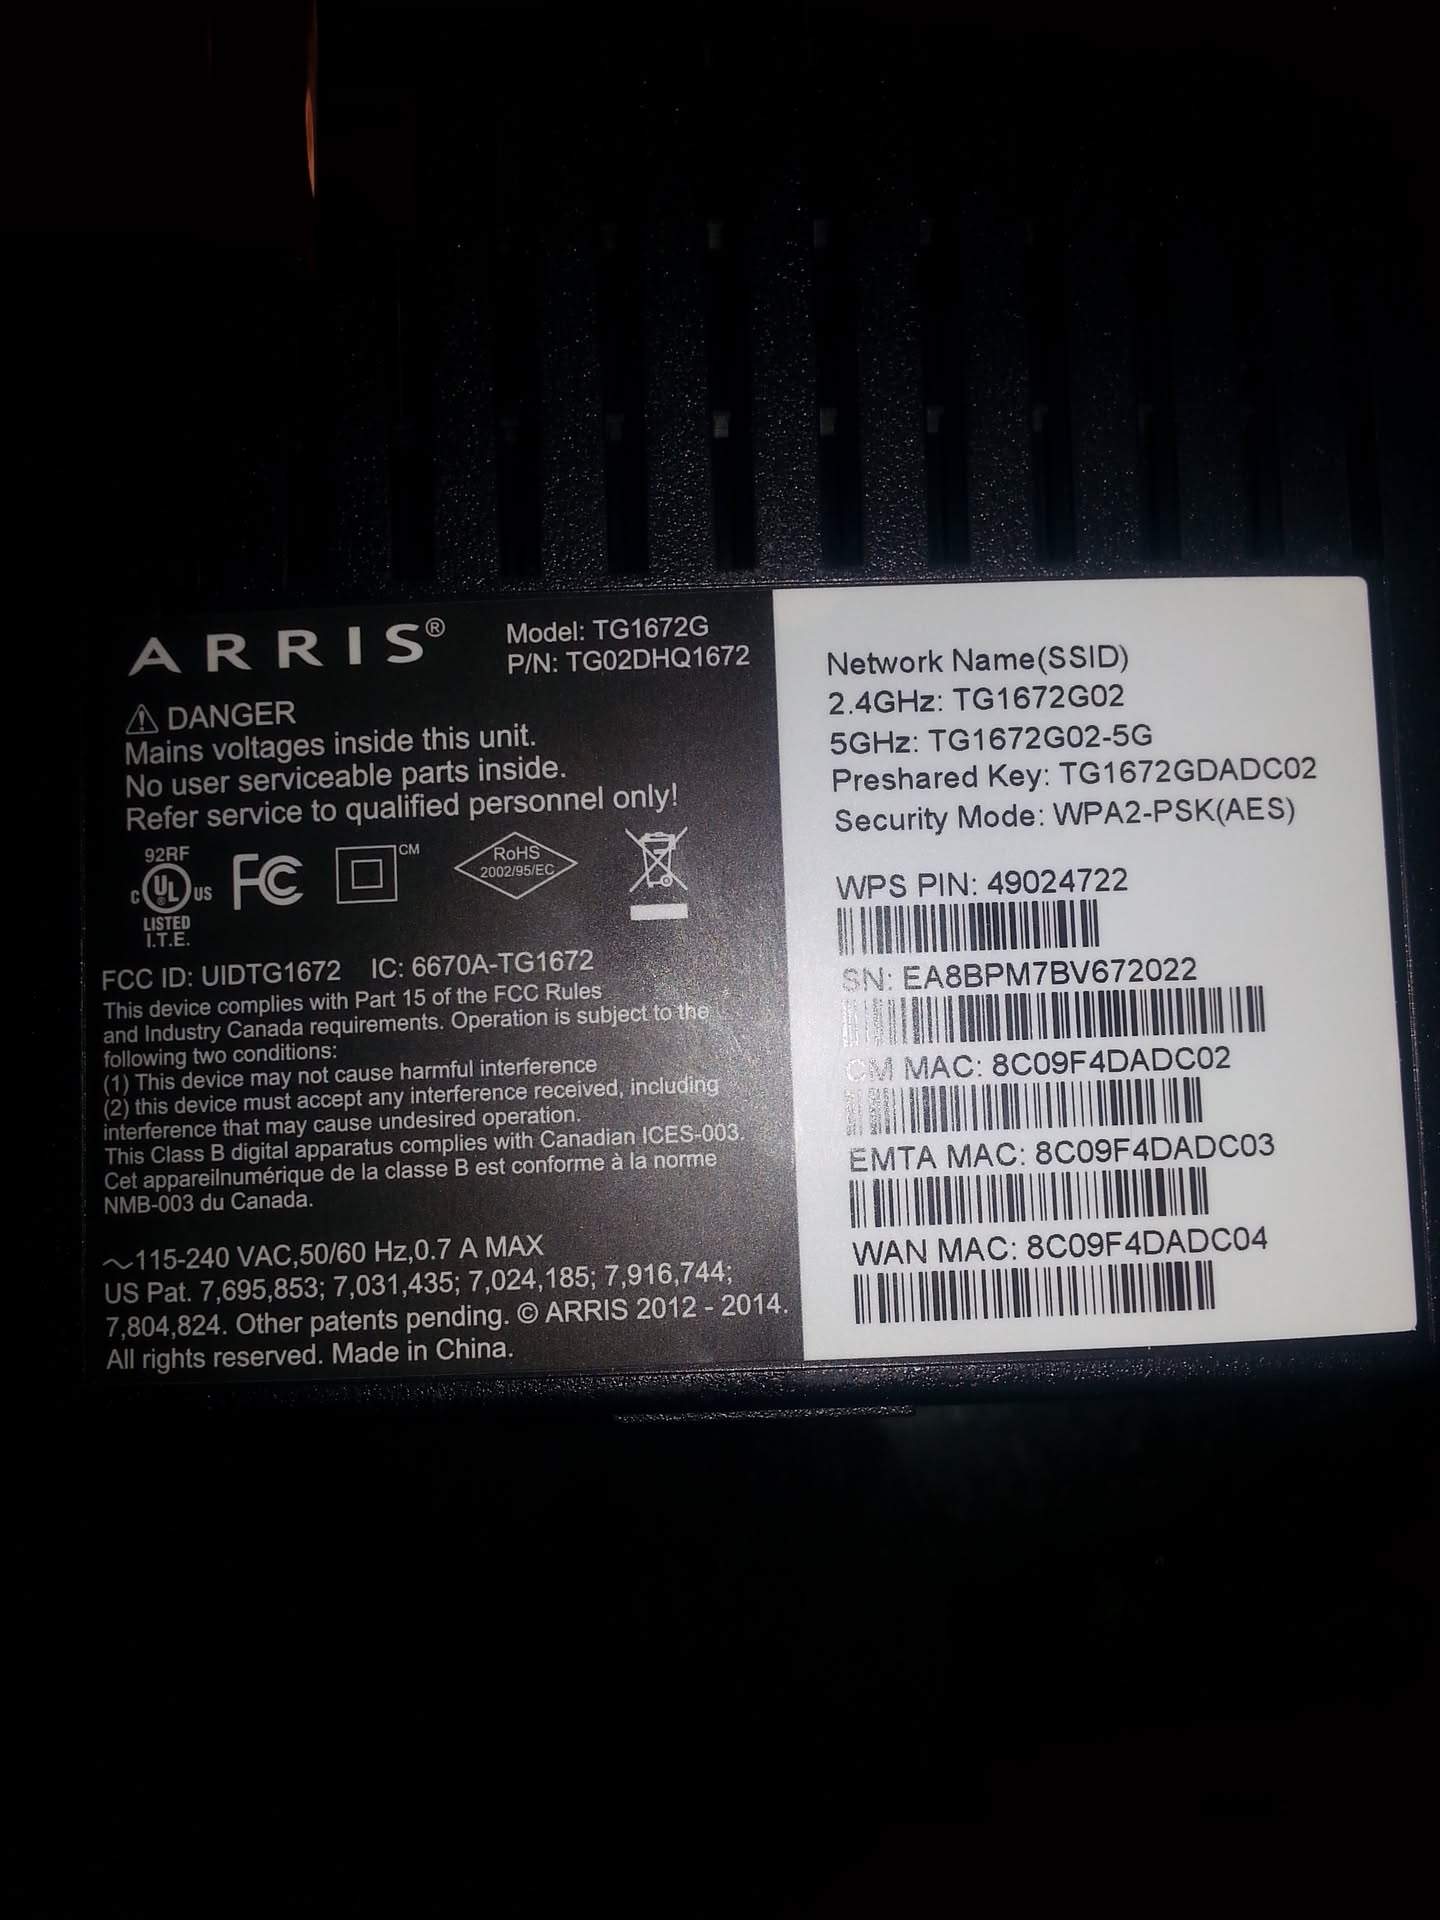 ARRIS®
Model: TG1672G
P/N: TG02DHQ1672
DANGER
Mains voltages inside this unit.
No user serviceable parts inside.
Refer service to qualified personnel only!
92RF
C UL® US
LISTED
I.T.E.
FC
CM
RoHS
2002/95/EC
FCC ID: UIDTG1672 IC: 6670A-TG1672
This device complies with Part 15 of the FCC Rules
and Industry Canada requirements. Operation is subject to the
following two conditions:
(1) This device may not cause harmful interference
(2) this device must accept any interference received, including
interference that may cause undesired operation.
This Class B digital apparatus complies with Canadian ICES-003.
Cet appareilnumérique de la classe B est conforme à la norme
NMB-003 du Canada.
~115-240 VAC,50/60 Hz,0.7 A MAX
US Pat. 7,695,853; 7,031,435; 7,024,185; 7,916,744;
7,804,824. Other patents pending. © ARRIS 2012 - 2014.
All rights reserved. Made in China.
Network Name(SSID)
2.4GHz: TG1672G02
5GHz: TG1672G02-5G
Preshared Key: TG1672GDADC02
Security Mode: WPA2-PSK(AES)
WPS PIN: 49024722
SN: EA8BPM7BV672022
CM MAC: 8C09F4DADC02
EMTA MAC: 8C09F4DADC03
WAN MAC: 8C09F4DADC04